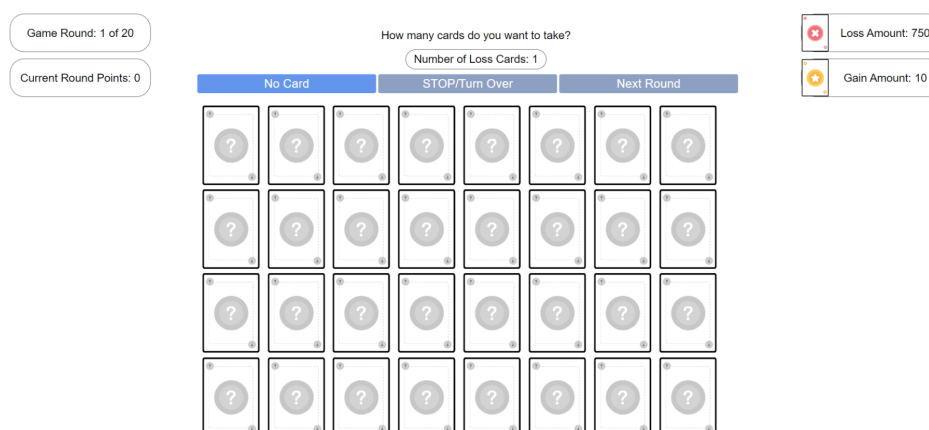 Game Round: 1 of 20
How many cards do you want to take?
Loss Amount: 750
Number of Loss Cards: 1
Current Round Points: 0
Gain Amount: 10
No Card
STOP/Turn Over
Next Round
? ? ? ? ? ? ? ?
? ? ? ? ? ? ? ?
? ? ? ? ? ? ? ?
? ? ? ? ? ? ? ?